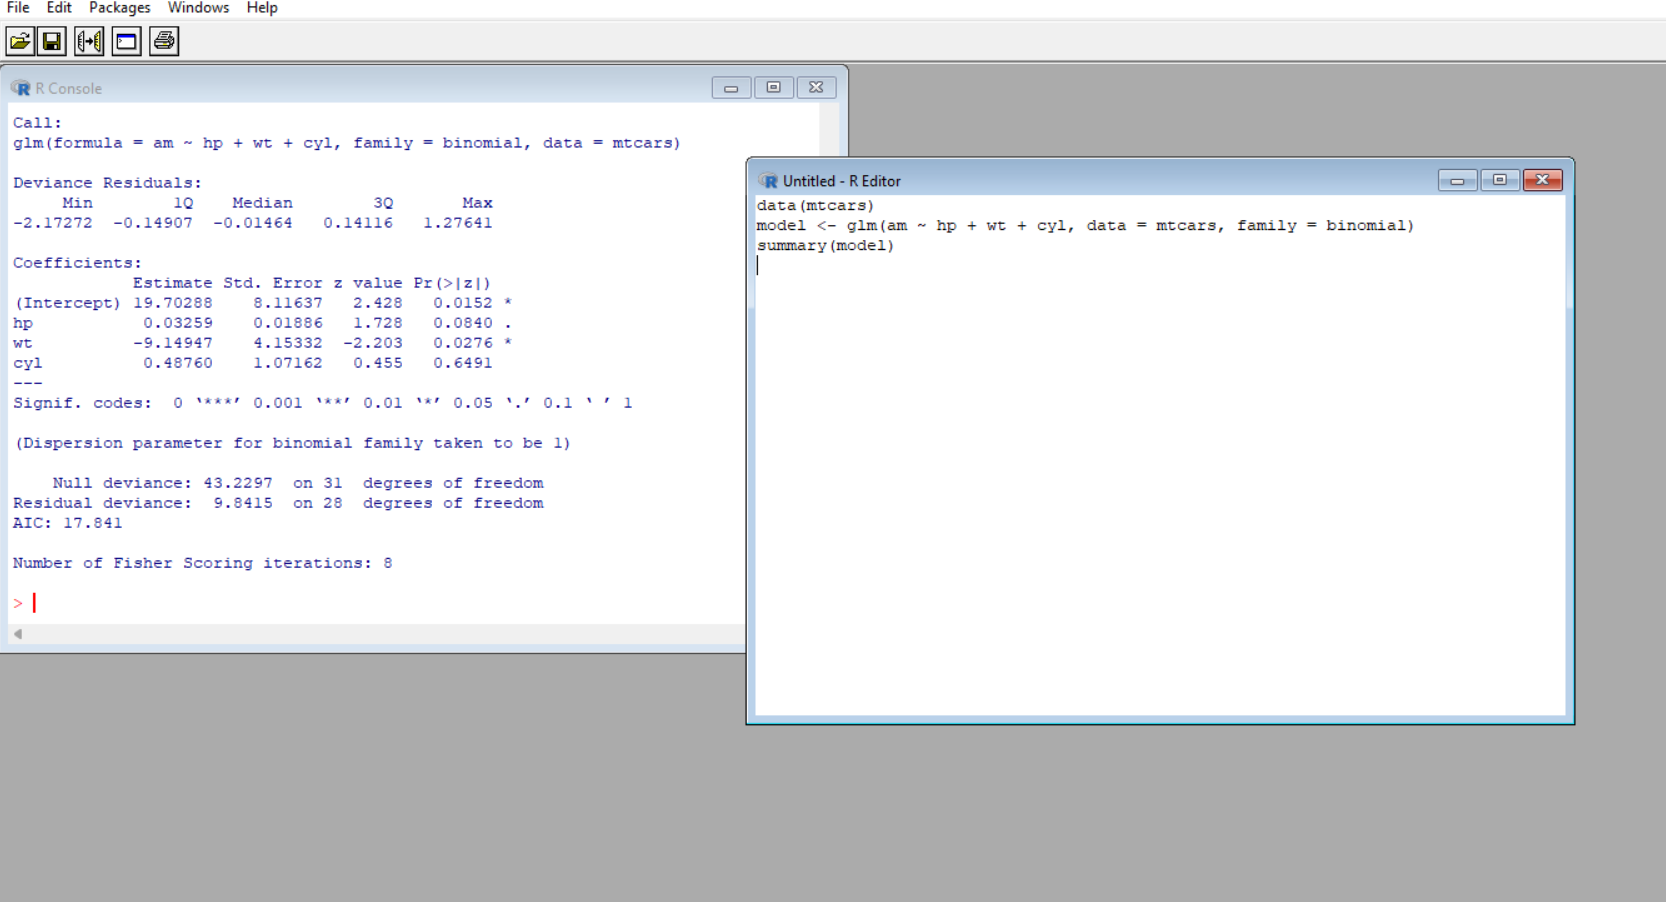 File Edit Packages Windows Help
R Console
Call:
glm(formula = am ~ hp + wt + cyl, family = binomial, data = mtcars)
Deviance Residuals:
Min 1Q Median 3Q Max
-2.17272 -0.14907 -0.01464 0.14116 1.27641
Coefficients:
Estimate Std. Error z value Pr(>|z|)
(Intercept) 19.70288 8.11637 2.428 0.0152 *
hp 0.03259 0.01886 1.728 0.0840 .
wt -9.14947 4.15332 -2.203 0.0276 *
cyl 0.48760 1.07162 0.455 0.6491
---
Signif. codes: 0 ‘***’ 0.001 ‘**’ 0.01 ‘*’ 0.05 ‘.’ 0.1 ‘ ’ 1
(Dispersion parameter for binomial family taken to be 1)
Null deviance: 43.2297 on 31 degrees of freedom
Residual deviance: 9.8415 on 28 degrees of freedom
AIC: 17.841
Number of Fisher Scoring iterations: 8
>
Untitled - R Editor
data(mtcars)
model <- glm(am ~ hp + wt + cyl, data = mtcars, family = binomial)
summary(model)